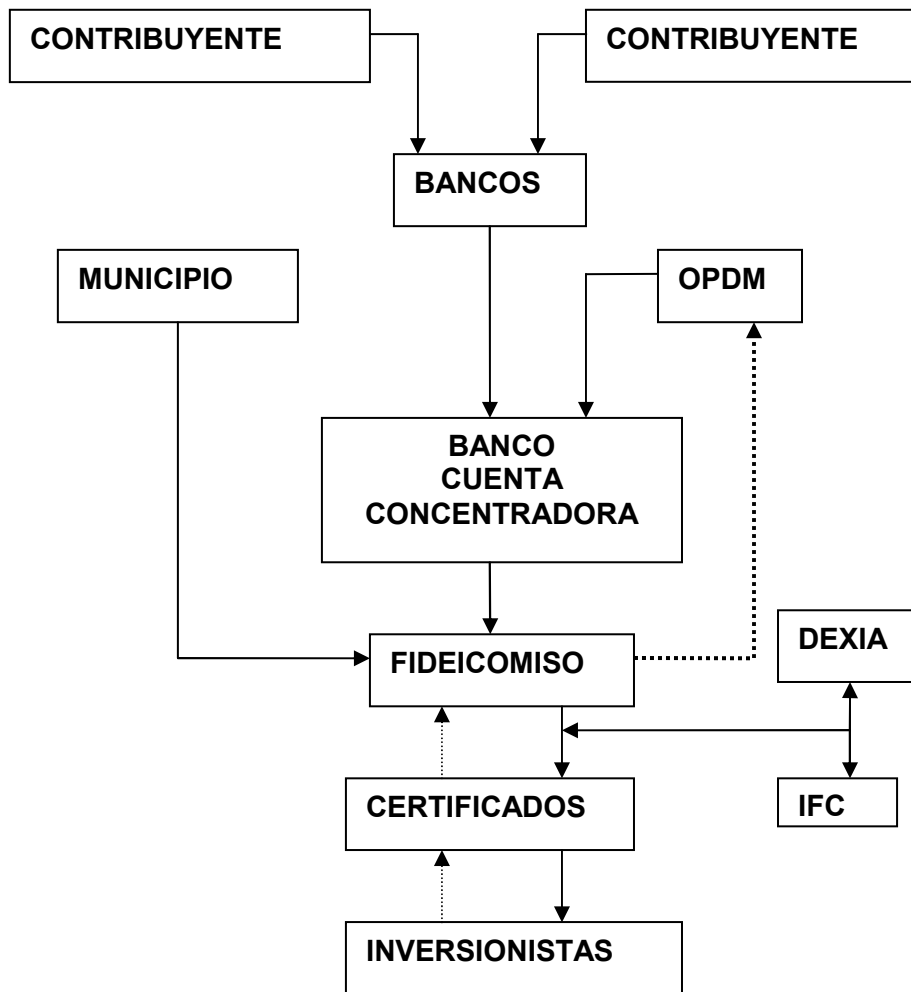 CONTRIBUYENTE
CONTRIBUYENTE
BANCOS
MUNICIPIO
OPDM
BANCO
CUENTA
CONCENTRADORA
DEXIA
FIDEICOMISO
CERTIFICADOS
IFC
INVERSIONISTAS